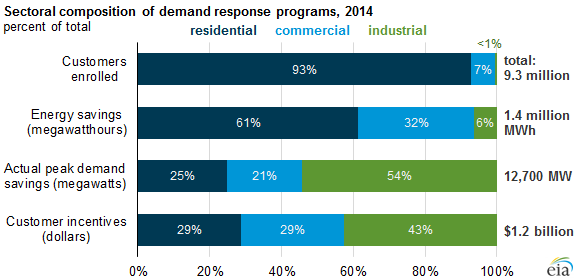 Sectoral composition of demand response programs, 2014
percent of total
residential commercial industrial
<1%
Customers enrolled 93% 7% total: 9.3 million
Energy savings (megawatthours) 61% 32% 6% 1.4 million MWh
Actual peak demand savings (megawatts) 25% 21% 54% 12,700 MW
Customer incentives (dollars) 29% 29% 43% $1.2 billion
0% 20% 40% 60% 80% 100%
eia